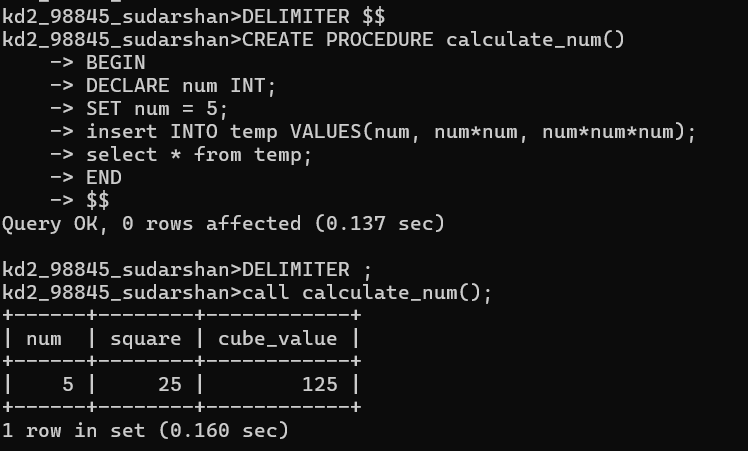 kd2_98845_sudarshan>DELIMITER $$
kd2_98845_sudarshan>CREATE PROCEDURE calculate_num()
    -> BEGIN
    -> DECLARE num INT;
    -> SET num = 5;
    -> insert INTO temp VALUES(num, num*num, num*num*num);
    -> select * from temp;
    -> END
    -> $$
Query OK, 0 rows affected (0.137 sec)

kd2_98845_sudarshan>DELIMITER ;
kd2_98845_sudarshan>call calculate_num();
+------+--------+------------+
| num  | square | cube_value |
+------+--------+------------+
|    5 |     25 |        125 |
+------+--------+------------+
1 row in set (0.160 sec)